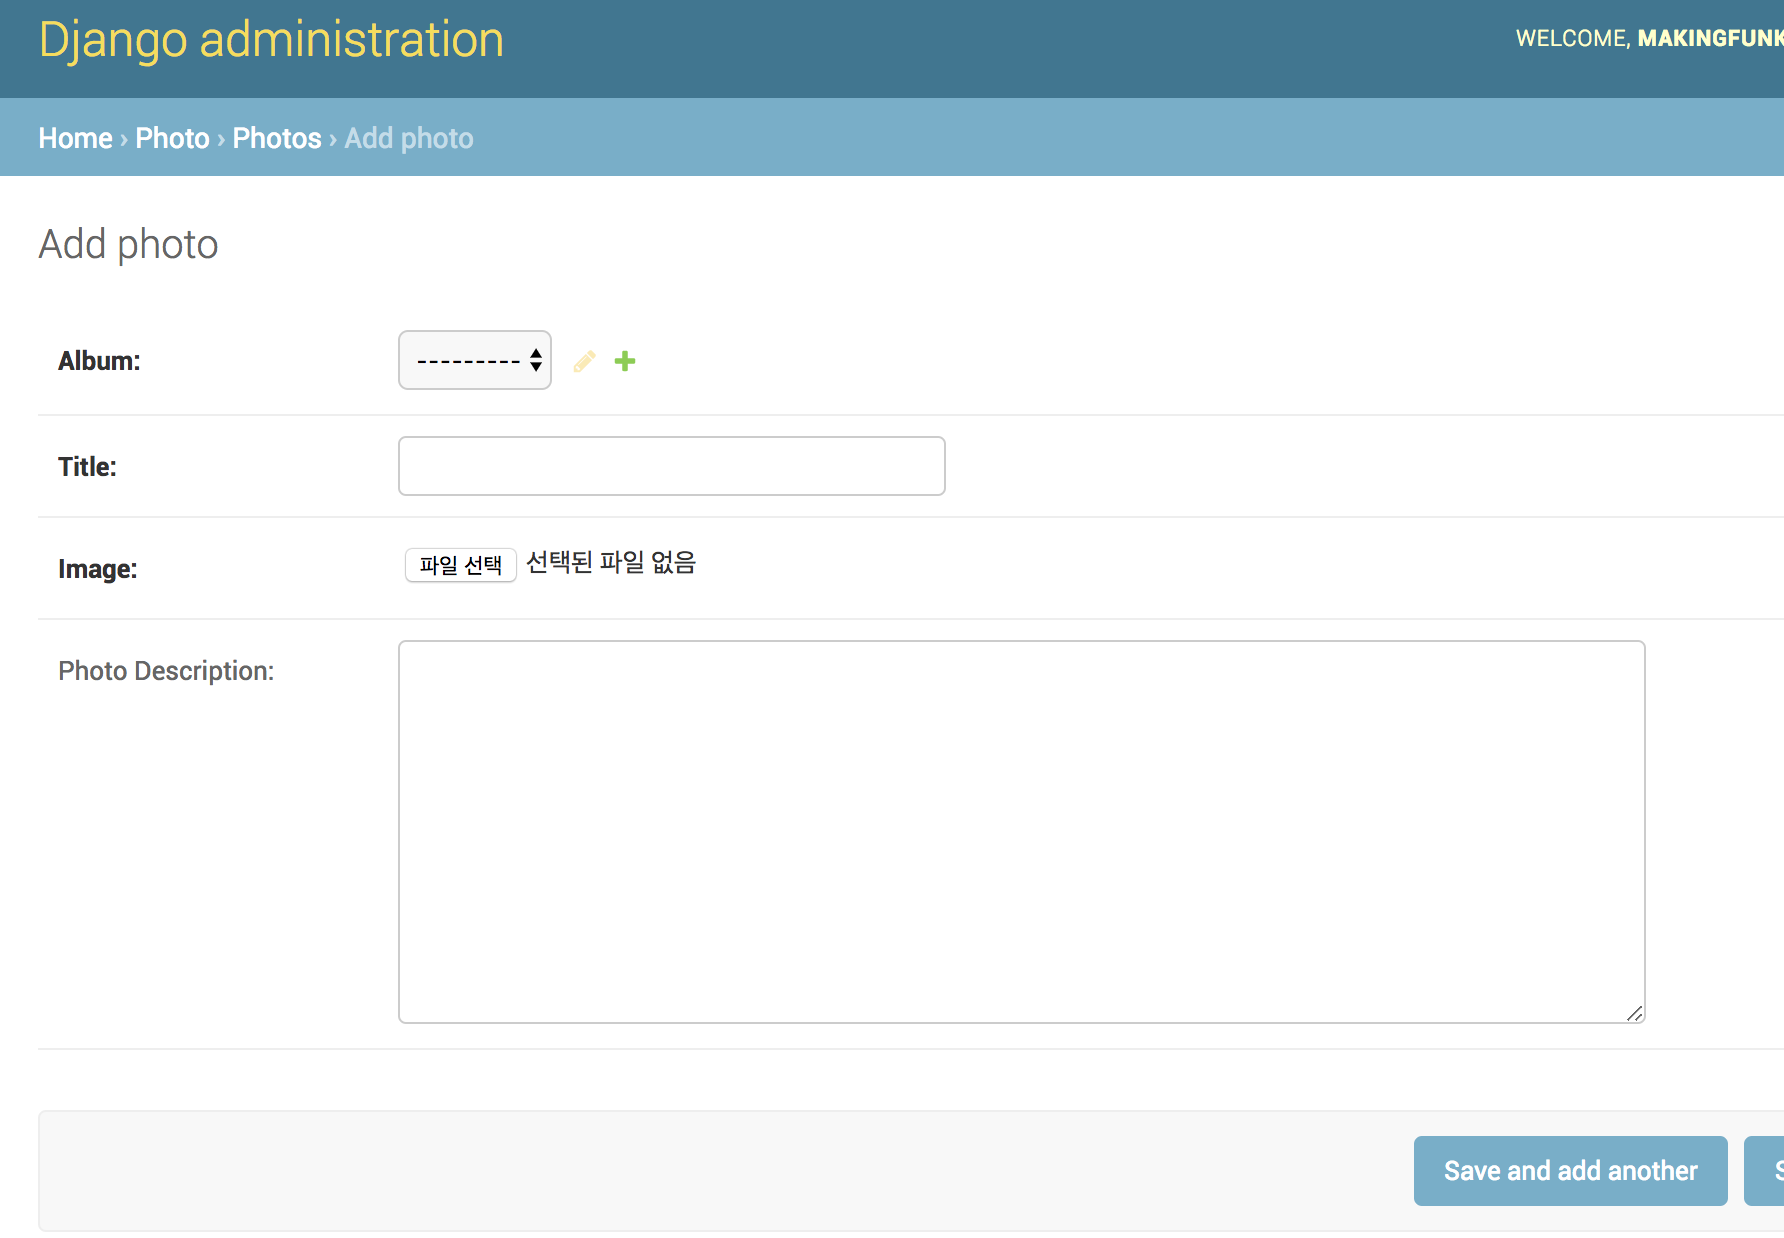 Django administration
WELCOME, MAKINGFUNK
Home › Photo › Photos › Add photo
Add photo
Album:
---------
Title:
Image:
파일 선택 선택된 파일 없음
Photo Description:
Save and add another